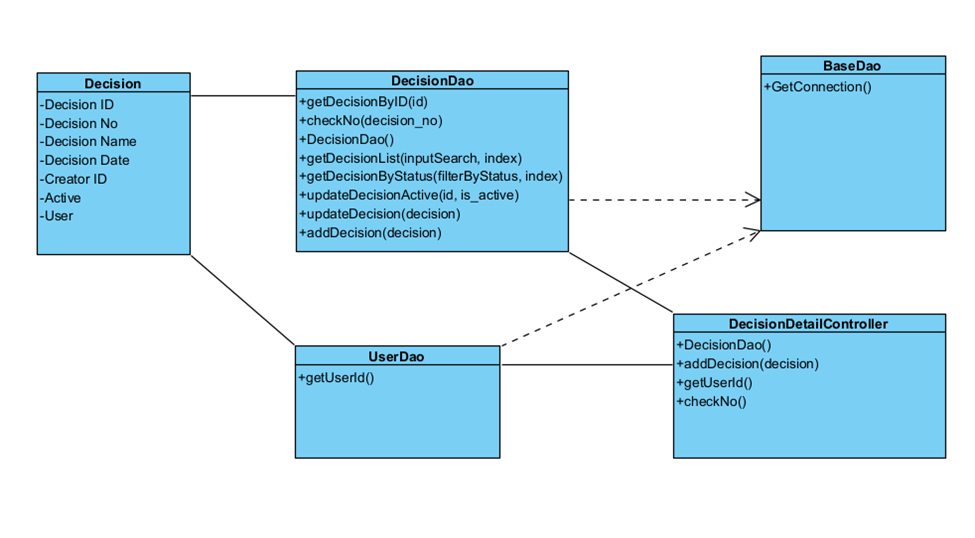 Decision
-Decision ID
-Decision No
-Decision Name
-Decision Date
-Creator ID
-Active
-User
DecisionDao
+getDecisionByID(id)
+checkNo(decision_no)
+DecisionDao()
+getDecisionList(inputSearch, index)
+getDecisionByStatus(filterByStatus, index)
+updateDecisionActive(id, is_active)
+updateDecision(decision)
+addDecision(decision)
BaseDao
+GetConnection()
UserDao
+getUserId()
DecisionDetailController
+DecisionDao()
+addDecision(decision)
+getUserId()
+checkNo()